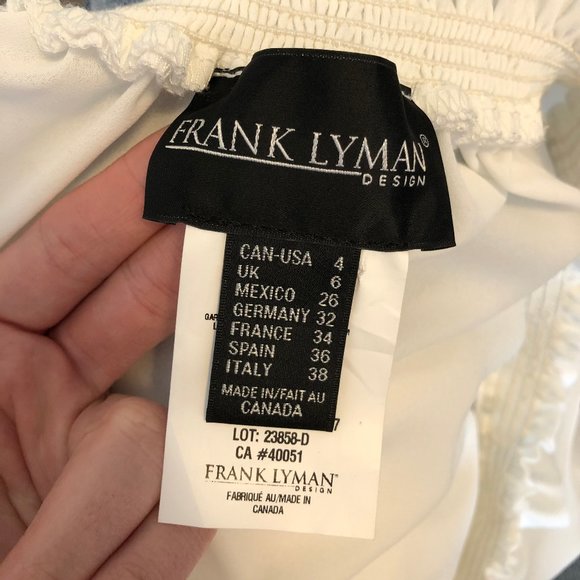 FRANK LYMAN®
DESIGN
CAN-USA 4
UK 6
MEXICO 26
GERMANY 32
FRANCE 34
SPAIN 36
ITALY 38
MADE IN/FAIT AU
CANADA
7
LOT: 23858-D
CA #40051
FRANK LYMAN
DESIGN
FABRIQUÉ AU/MADE IN
CANADA